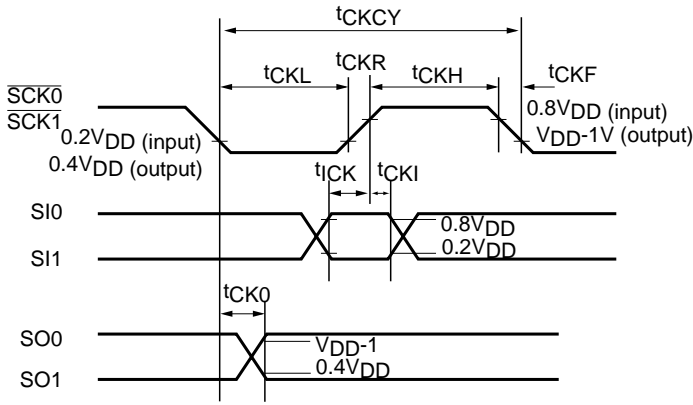 tCKCY
tCKR
tCKL
tCKH
tCKF
SCK0
SCK1
0.2VDD (input)
0.4VDD (output)
0.8VDD (input)
VDD-1V (output)
tICK
tCKI
SI0
SI1
0.8VDD
0.2VDD
tCK0
SO0
SO1
VDD-1
0.4VDD